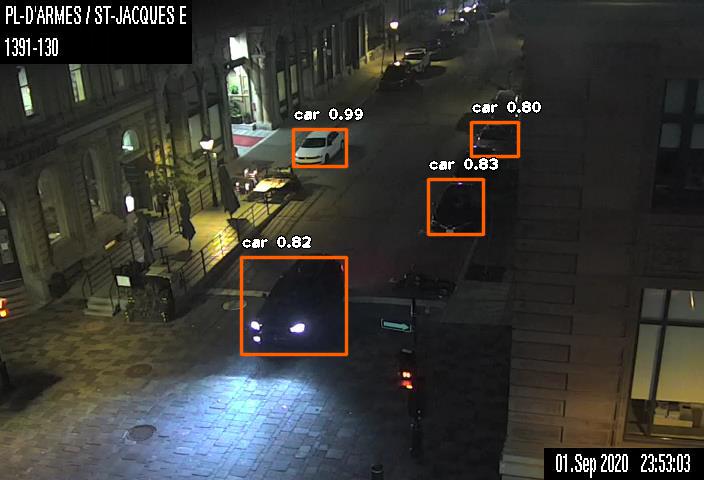 PL-D'ARMES / ST-JACQUES E
1391-130
car 0.99
car 0.80
car 0.83
car 0.82
01.Sep 2020 23:53:03